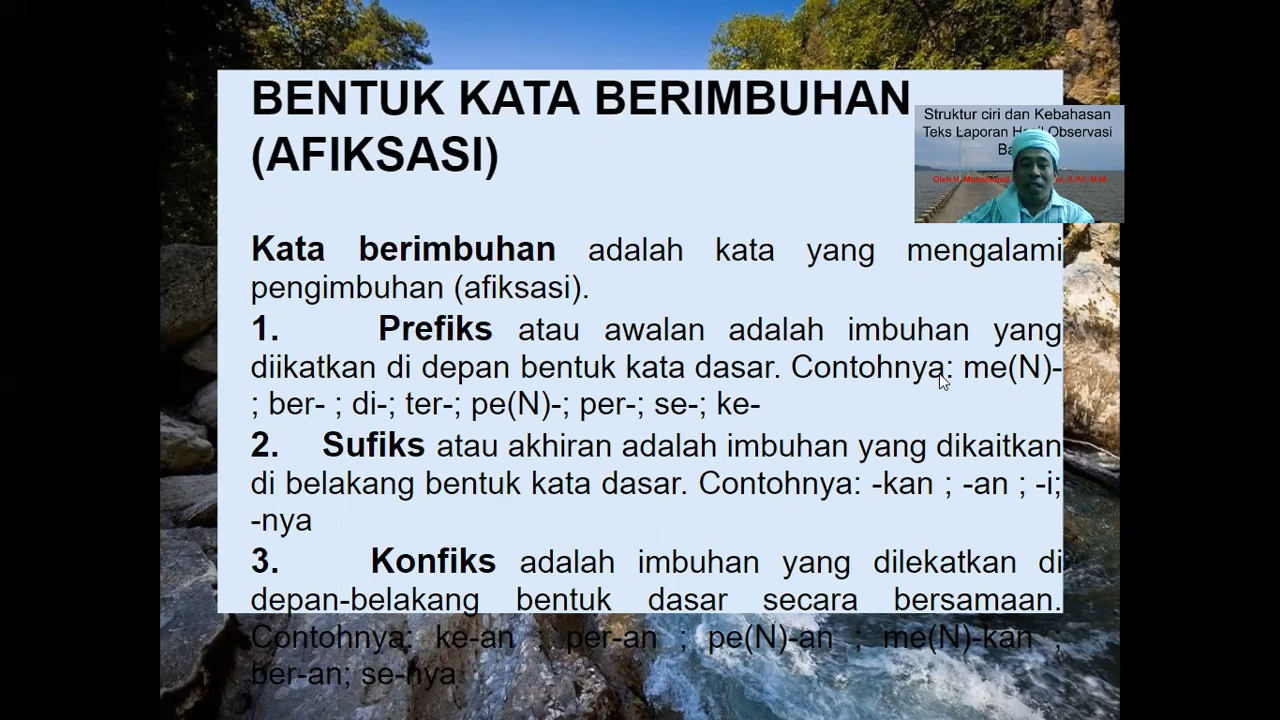 BENTUK KATA BERIMBUHAN
(AFIKSASI)
Struktur ciri dan Kebahasan
Teks Laporan Observasi
Oleh H. S.Pd, M.M
Kata berimbuhan adalah kata yang mengalami
pengimbuhan (afiksasi).
1. Prefiks atau awalan adalah imbuhan yang
diikatkan di depan bentuk kata dasar. Contohnya: me(N)-
; ber- ; di-; ter-; pe(N)-; per-; se-; ke-
2. Sufiks atau akhiran adalah imbuhan yang dikaitkan
di belakang bentuk kata dasar. Contohnya: -kan ; -an ; -i;
-nya
3. Konfiks adalah imbuhan yang dilekatkan di
depan-belakang bentuk dasar secara bersamaan.
Contohnya: ke-an ; per-an ; pe(N)-an ; me(N)-kan ;
ber-an; se-nya